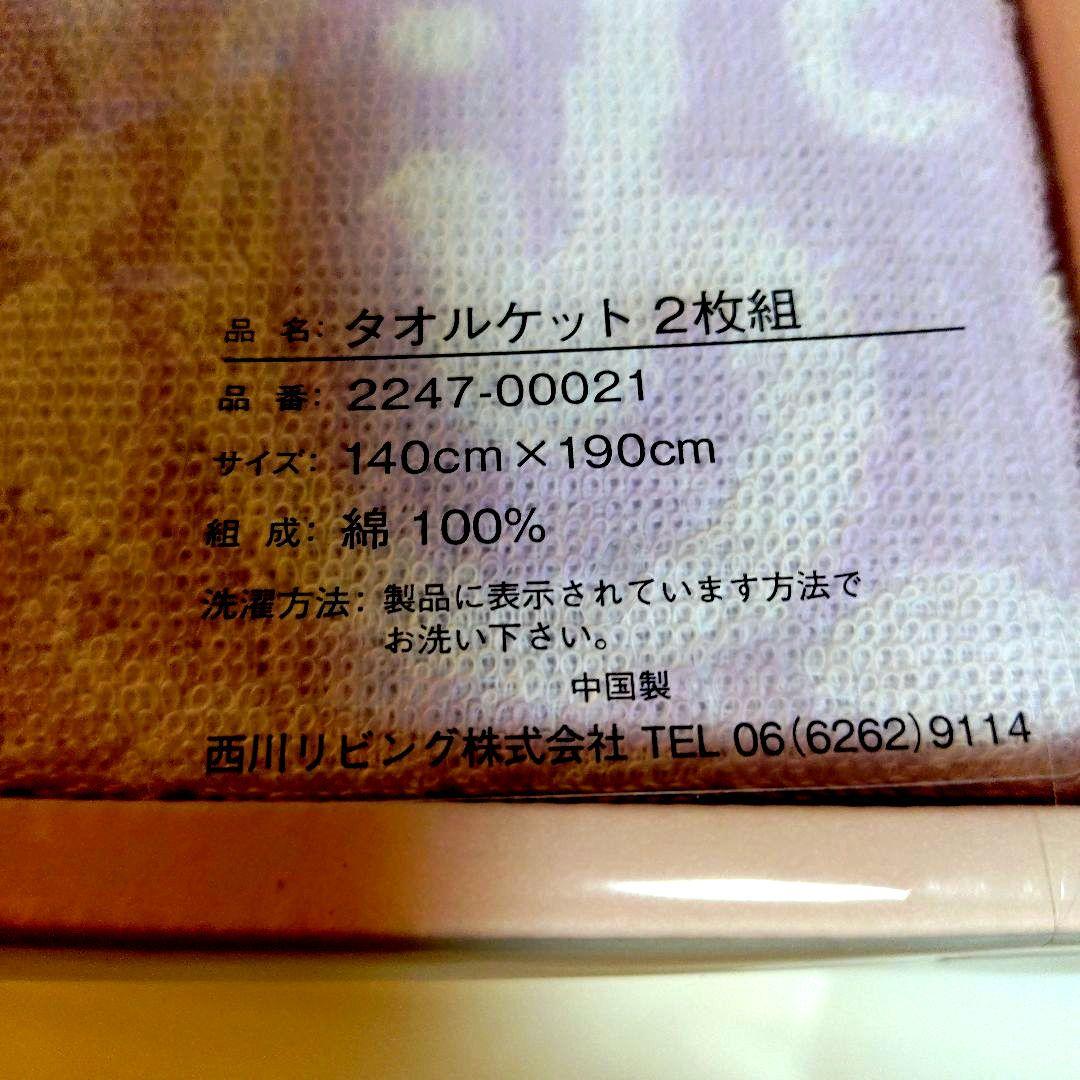 品 名: タオルケット 2枚組
品 番: 2247-00021
サイズ: 140cm×190cm
組 成: 綿 100%
洗濯方法: 製品に表示されています方法で
お洗い下さい。
中国製
西川リビング株式会社 TEL 06(6262)9114